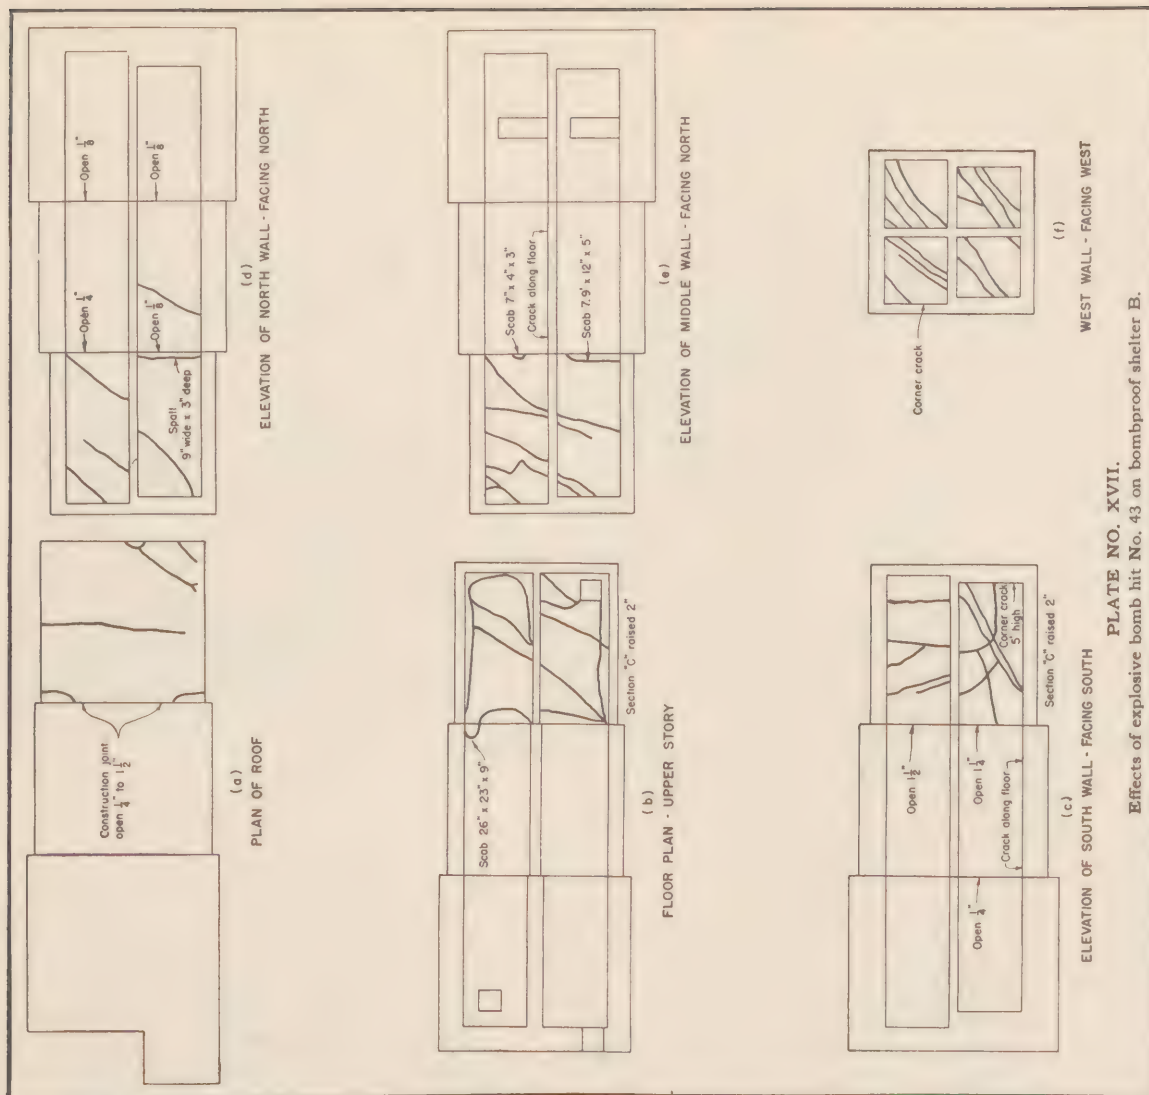 Construction joint
open 1/4" to 1 1/2"
(a)
PLAN OF ROOF
Scab 26" x 23" x 9"
Section "C" raised 2"
(b)
FLOOR PLAN - UPPER STORY
Open 1/4"
Open 1 1/2"
Open 1 1/4"
Crack along floor
Corner crack
5' high
Section "C" raised 2"
(c)
ELEVATION OF SOUTH WALL - FACING SOUTH
Open 1/4"
Open 1/8"
Open 1/8"
Open 1/8"
Spall
9" wide x 3" deep
(d)
ELEVATION OF NORTH WALL - FACING NORTH
Scab 7" x 4" x 3"
Crack along floor
Scab 7.9' x 12" x 5"
(e)
ELEVATION OF MIDDLE WALL - FACING NORTH
Corner crack
(f)
WEST WALL - FACING WEST
PLATE NO. XVII.
Effects of explosive bomb hit No. 43 on bombproof shelter B.